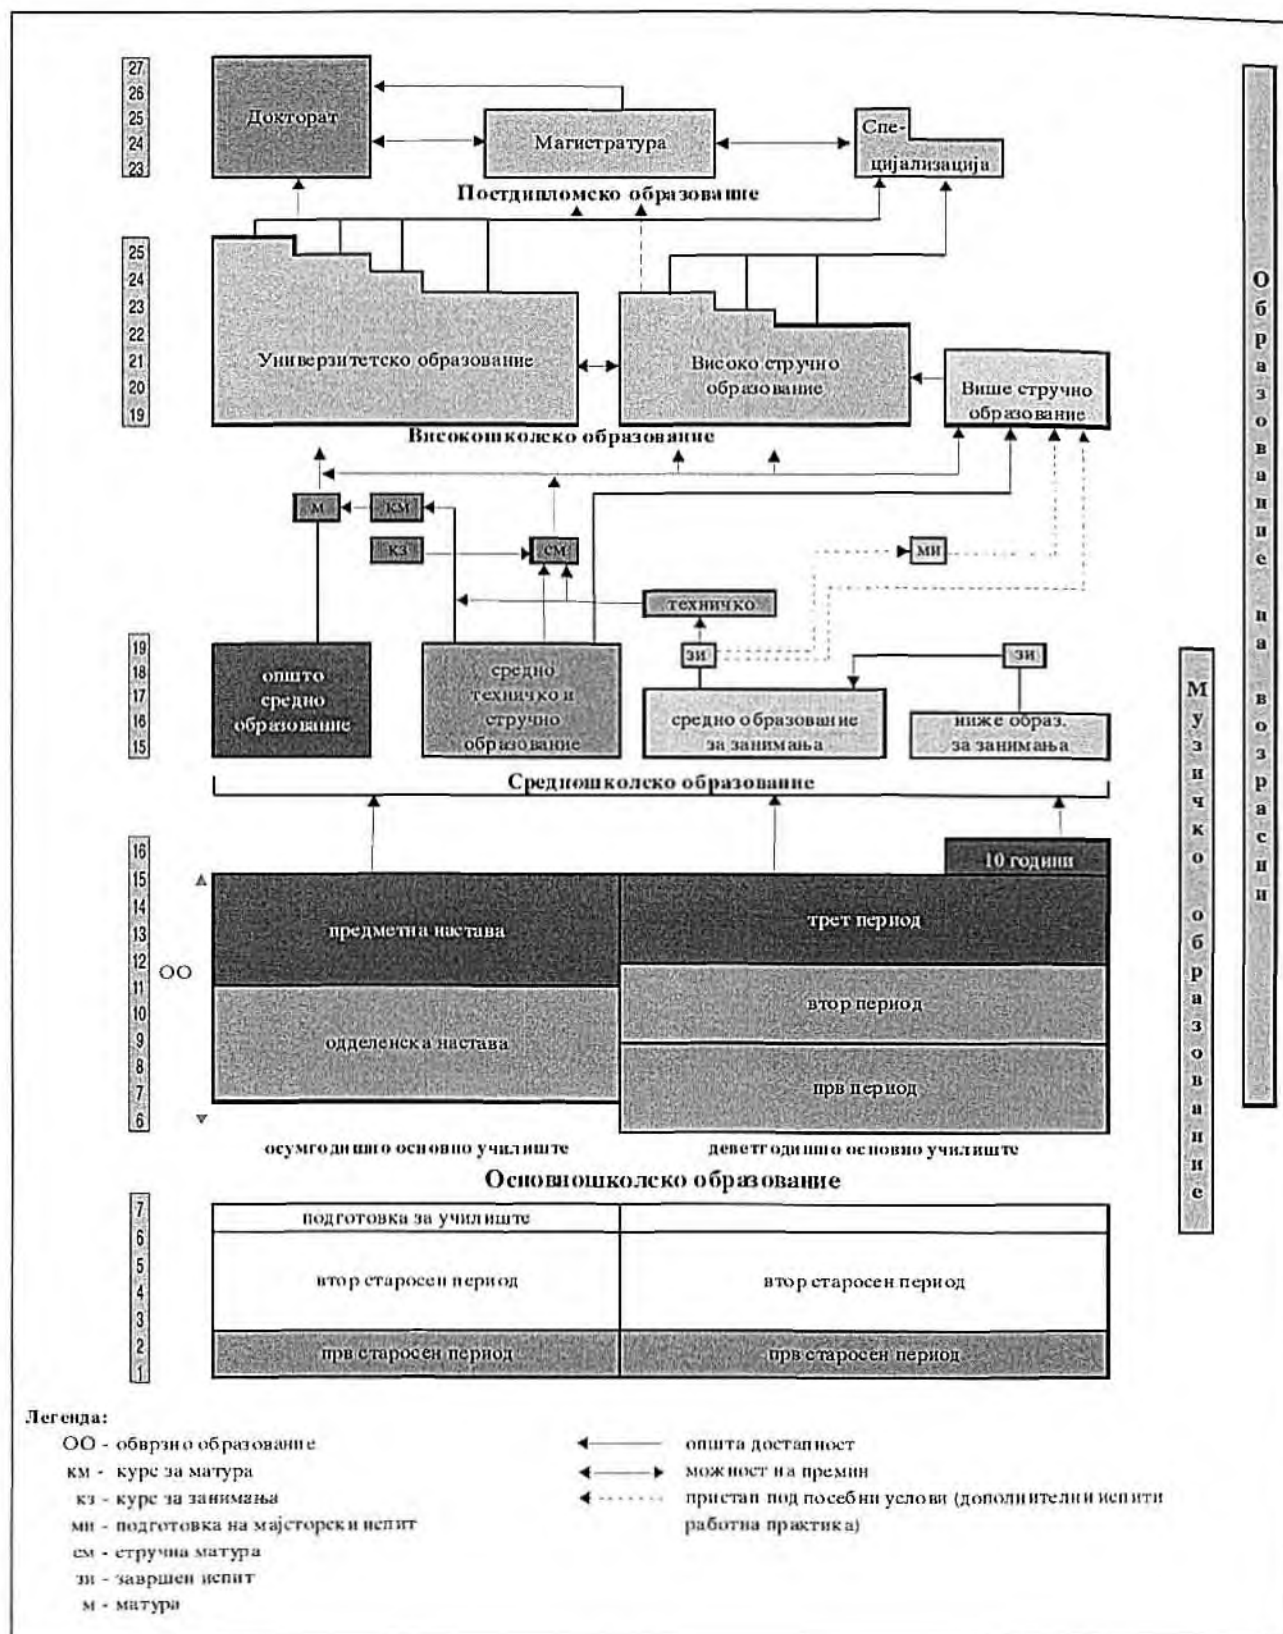 27
26
25
24
23
Докторат
Магистратура
Спе-
цијализација
Постдипломско образование
25
24
23
22
21
20
19
Универзитетско образование
Високо стручно
образование
Више стручно
образование
Високошколско образование
м
км
кз
см
ми
техничко
зи
зи
19
18
17
16
15
општо
средно
образование
средно
техничко и
стручно
образование
средно образование
за занимања
ниже образ.
за занимања
Средношколско образование
16
15
14
13
12
11
10
9
8
7
6
ОО
10 години
предметна настава
трет период
втор период
одделенска настава
прв период
осумгодишно основно училиште
деветгодишно основно училиште
Основношколско образование
7
6
5
4
3
2
1
подготовка за училиште
втор старосен период
втор старосен период
прв старосен период
прв старосен период
Музичко образование
Образование на возрасни
Легенда:
ОО - обврзно образование
км - курс за матура
кз - курс за занимања
ми - подготовка на мајсторски испит
см - стручна матура
зи - завршен испит
м - матура
општа достапност
можност на премин
пристап под посебни услови (дополнителни испити
работна практика)